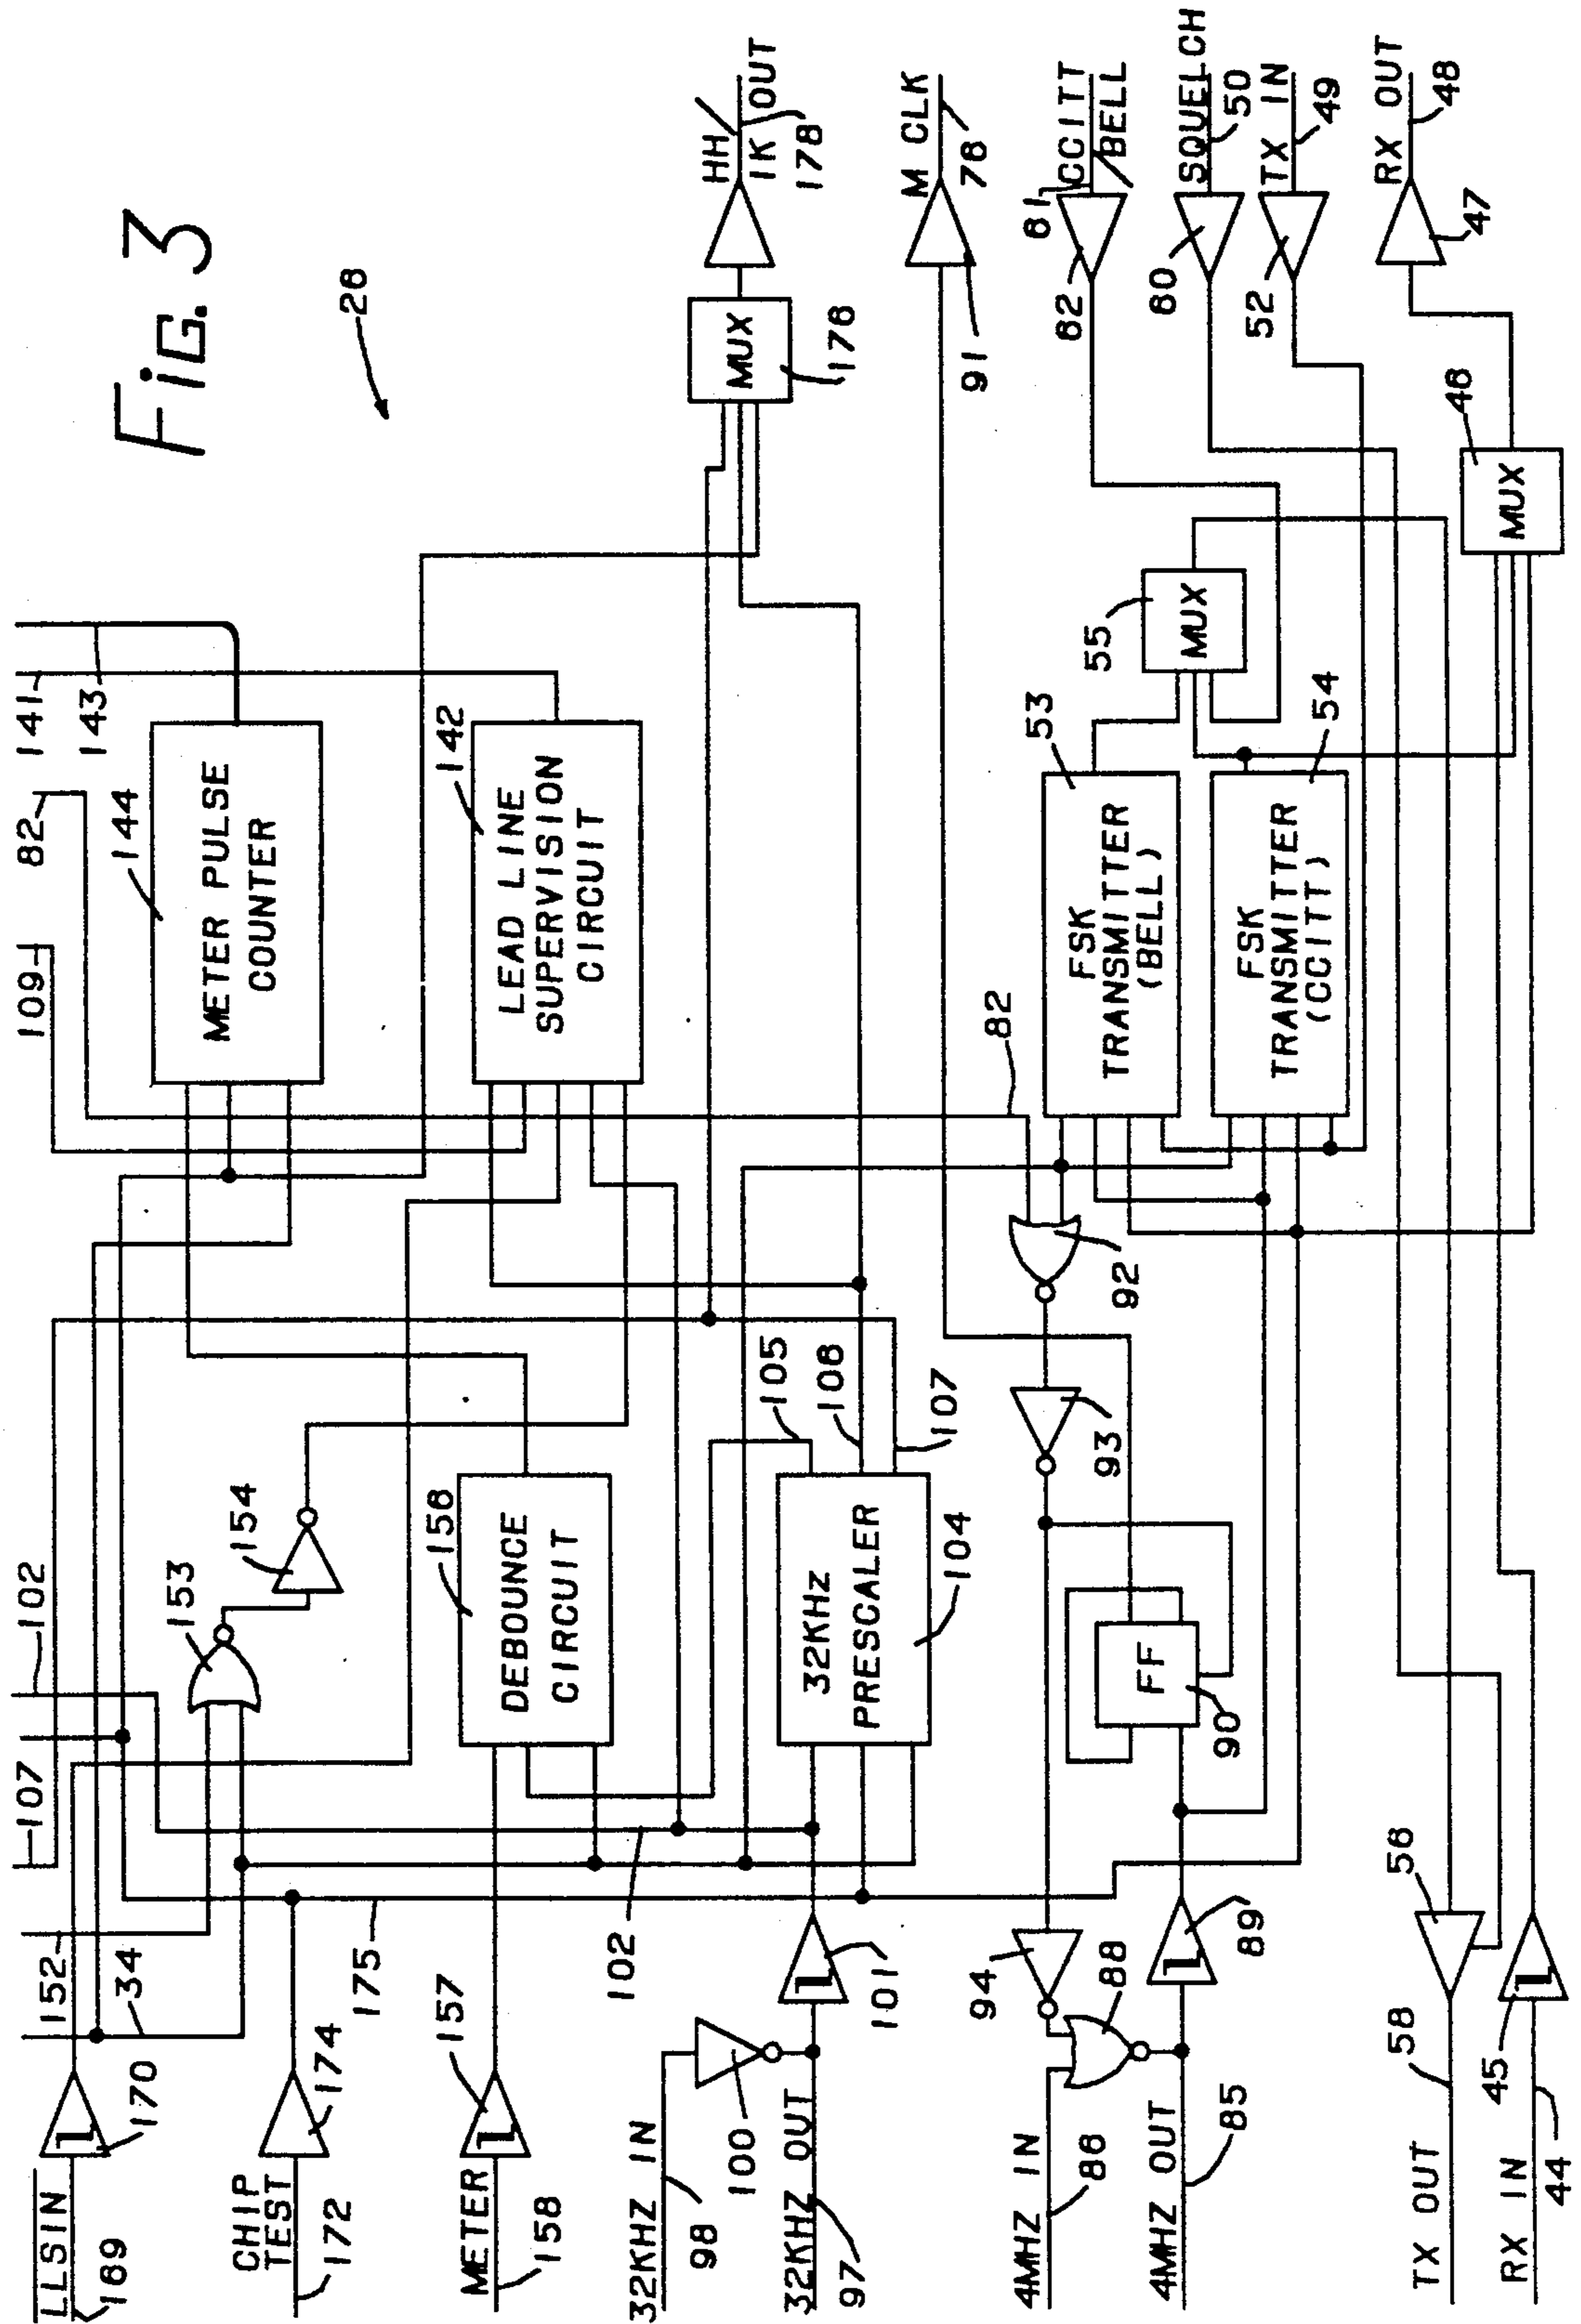 Fig. 3
26
LLSIN
169
170
152
34
107
102
109
82
141
143
CHIP
TEST
172
174
175
153
154
144
METER PULSE
COUNTER
METER
158
157
156
DEBOUNCE
CIRCUIT
142
LEAD LINE
SUPERVISION
CIRCUIT
32KHZ IN
98
100
32KHZ OUT
97
101
102
32KHz
PRESCALER
104
105
106
107
MUX
176
HH
1K OUT
178
M CLK
76
91
4MHZ IN
86
94
88
4MHZ OUT
85
89
FF
90
93
92
82
53
FSK
TRANSMITTER
(BELL)
FSK
TRANSMITTER
(CCITT)
54
55
MUX
61
CCITT
BELL
62
SQUELCH
50
60
TX IN
49
52
TX OUT
58
56
RX IN
44
45
46
MUX
RX OUT
48
47